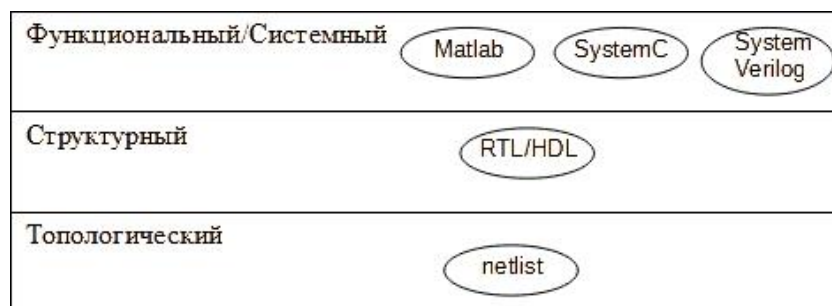 Функциональный/Системный
Matlab
SystemC
System
Verilog
Структурный
RTL/HDL
Топологический
netlist